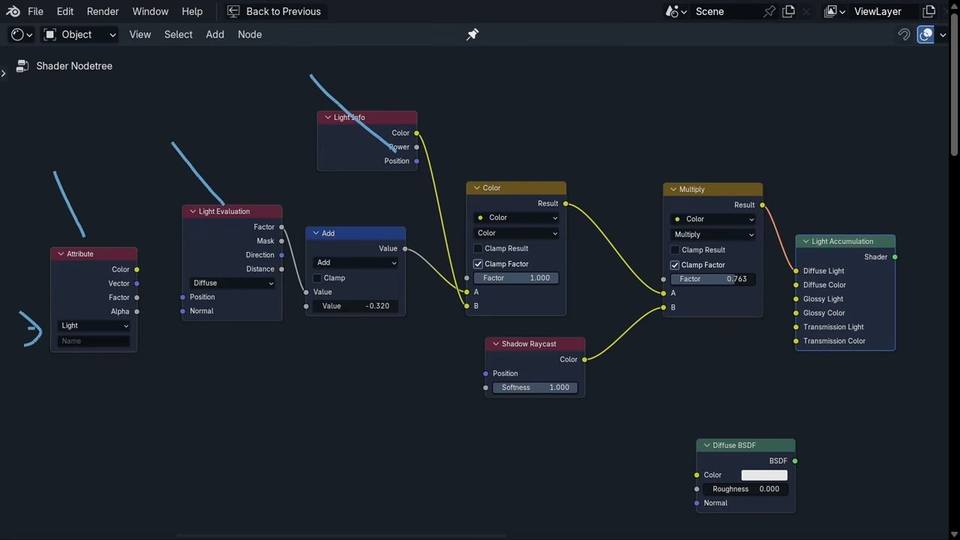 File Edit Render Window Help Back to Previous Scene ViewLayer
Object View Select Add Node
Shader Nodetree
Light Info
Color
Power
Position
Color
Result
Color
Color
Clamp Result
Clamp Factor
Factor 1.000
A
B
Multiply
Result
Color
Multiply
Clamp Result
Clamp Factor
Factor 0.763
A
B
Light Evaluation
Factor
Mask
Direction
Distance
Diffuse
Position
Normal
Add
Value
Add
Clamp
Value
Value -0.320
Light Accumulation
Shader
Diffuse Light
Diffuse Color
Glossy Light
Glossy Color
Transmission Light
Transmission Color
Attribute
Color
Vector
Factor
Alpha
Light
Name
Shadow Raycast
Color
Position
Softness 1.000
Diffuse BSDF
BSDF
Color
Roughness 0.000
Normal